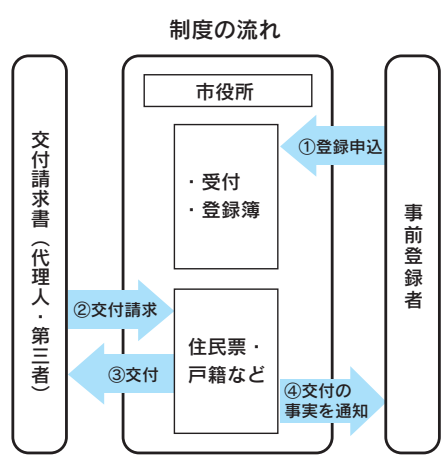 制度の流れ
市役所
・受付
・登録簿
①登録申込
事前登録者
交付請求書（代理人・第三者）
②交付請求
住民票・
戸籍など
③交付
④交付の
事実を通知